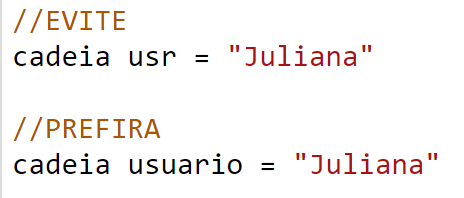 //EVITE
cadeia usr = "Juliana"
//PREFIRA
cadeia usuario = "Juliana"